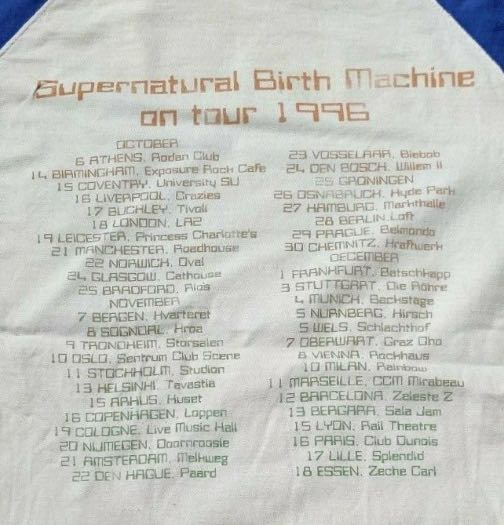 Supernatural Birth Machine
on tour 1996
OCTOBER
6 ATHENS, Rodan Club
14 BIRMINGHAM, Exposure Rock Cafe
15 COVENTRY, University SU
16 LIVERPOOL, Crazies
17 BUCHLEY, Tivoli
18 LONDON, LA2
19 LEICESTER, Princess Charlotte's
21 MANCHESTER, Roadhouse
22 NORWICH, Oval
24 GLASGOW, Cathouse
25 BRADFORD, Rios
NOVEMBER
7 BERGEN, Hvarteret
8 SOGNDAL, Hroa
9 TRONDHEIM, Storsalen
10 OSLO, Sentrum Club Scene
11 STOCKHOLM, Studion
13 HELSINKI, Tavastia
15 AARHUS, Huset
16 COPENHAGEN, Loppen
19 COLOGNE, Live Music Hall
20 NIJMEGEN, Doornroosie
21 AMSTERDAM, Melkweg
22 DEN HAGUE, Paard
23 VOSSELAAR, Biebob
24 DEN BOSCH, Willem II
25 GRONINGEN
26 OSNABRUCK, Hyde Park
27 HAMBURG, Markthalle
28 BERLIN, Loft
29 PRAGUE, Belmondo
30 CHEMNITZ, Kraftwerk
DECEMBER
1 FRANKFURT, Batschkapp
3 STUTTGART, Die Röhre
4 MUNICH, Backstage
5 NURNBERG, Hirsch
5 WELS, Schlachthof
7 OBERWART, Graz Oho
8 VIENNA, Rockhaus
10 MILAN, Rainbow
11 MARSEILLE, CCM Mirabeau
12 BARCELONA, Zeleste 2
13 BERGARA, Sala Jam
15 LYON, Rail Theatre
16 PARIS, Club Dunois
17 LILLE, Splendid
18 ESSEN, Zeche Carl